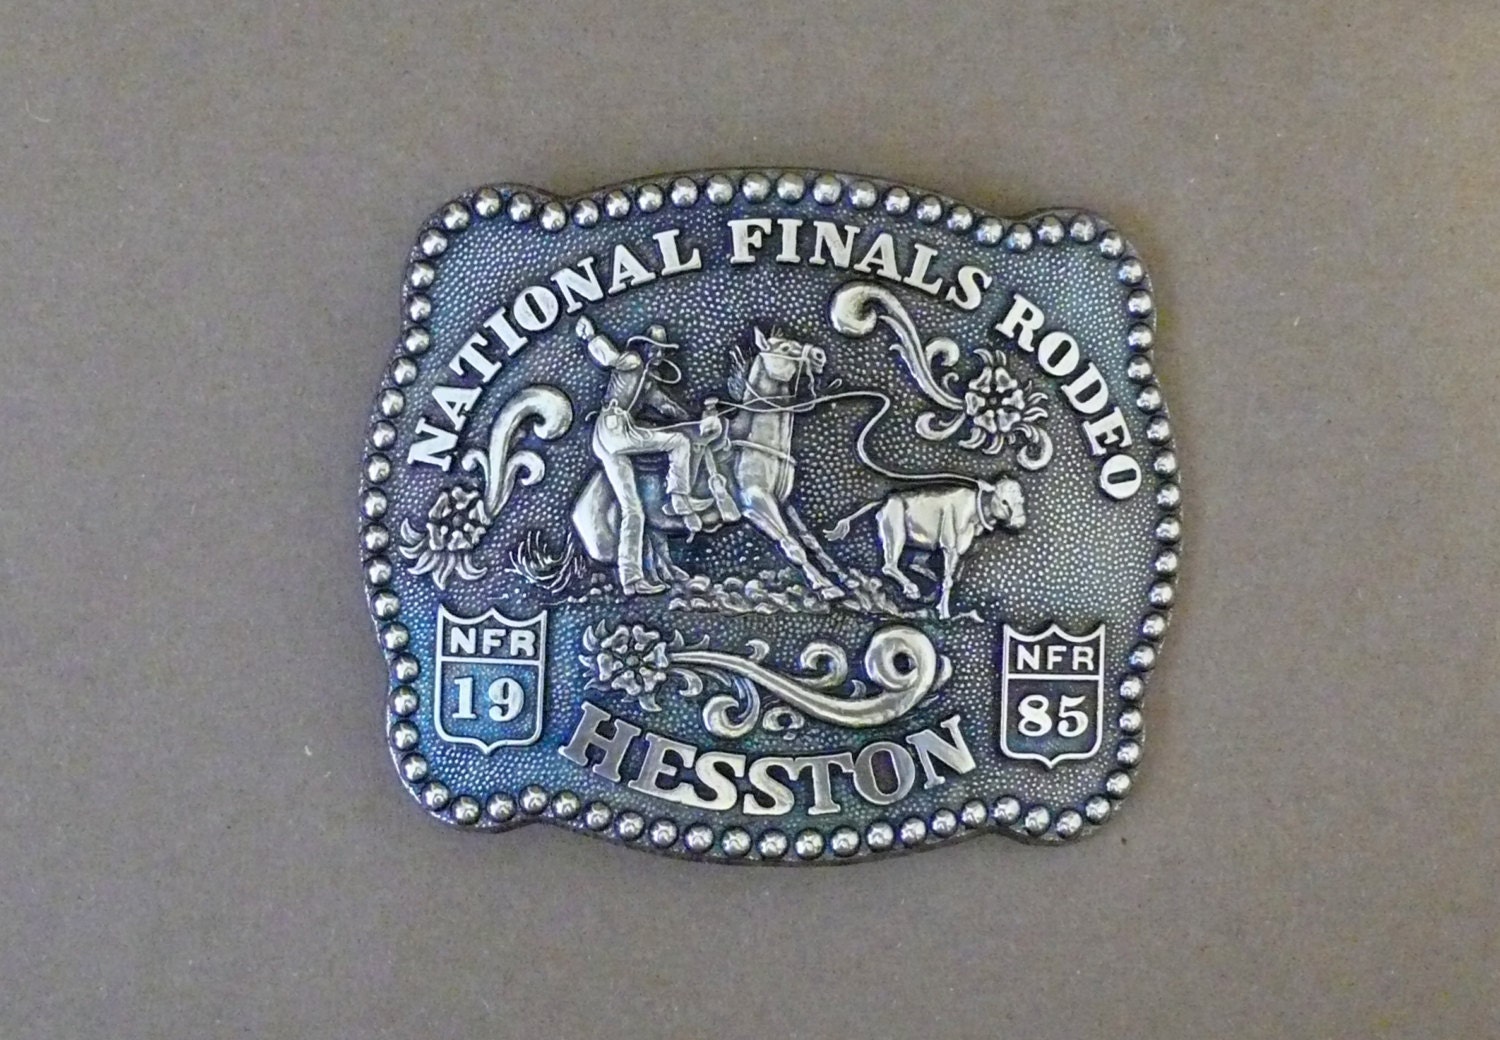 NATIONAL FINALS RODEO
NFR
19
NFR
85
HESSTON